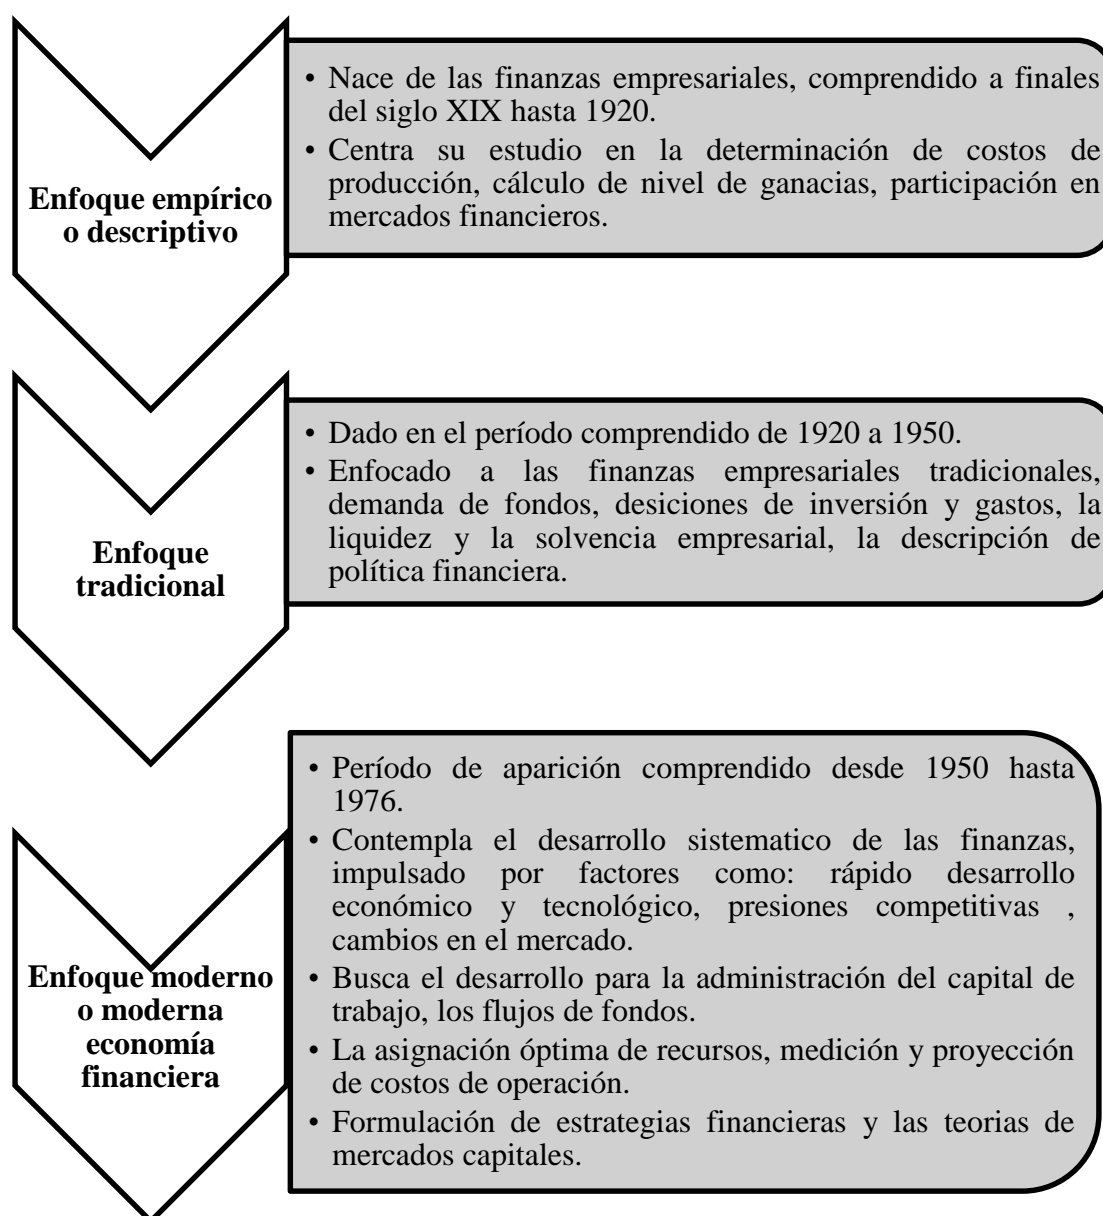 Enfoque empírico
o descriptivo
• Nace de las finanzas empresariales, comprendido a finales
del siglo XIX hasta 1920.
• Centra su estudio en la determinación de costos de
producción, cálculo de nivel de ganacias, participación en
mercados financieros.
Enfoque
tradicional
• Dado en el período comprendido de 1920 a 1950.
• Enfocado a las finanzas empresariales tradicionales,
demanda de fondos, desiciones de inversión y gastos, la
liquidez y la solvencia empresarial, la descripción de
política financiera.
Enfoque moderno
o moderna
economía
financiera
• Período de aparición comprendido desde 1950 hasta
1976.
• Contempla el desarrollo sistematico de las finanzas,
impulsado por factores como: rápido desarrollo
económico y tecnológico, presiones competitivas ,
cambios en el mercado.
• Busca el desarrollo para la administración del capital de
trabajo, los flujos de fondos.
• La asignación óptima de recursos, medición y proyección
de costos de operación.
• Formulación de estrategias financieras y las teorias de
mercados capitales.